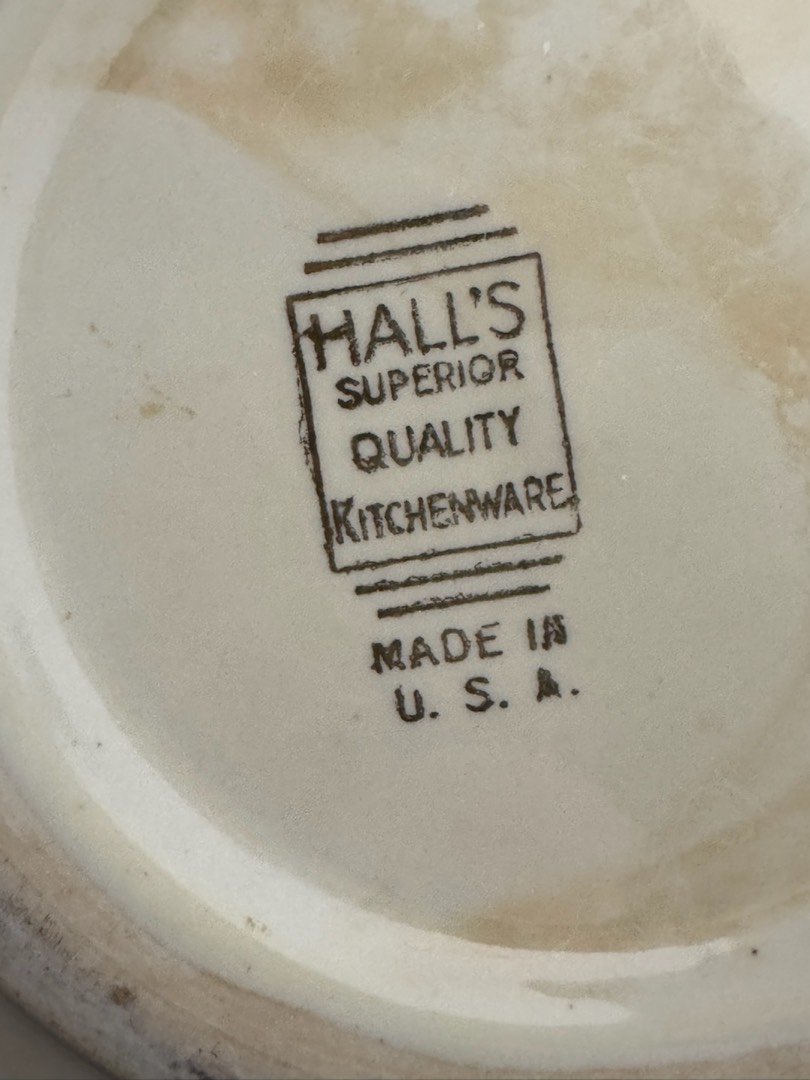 HALL'S
SUPERIOR
QUALITY
KITCHENWARE
MADE IN
U. S. A.